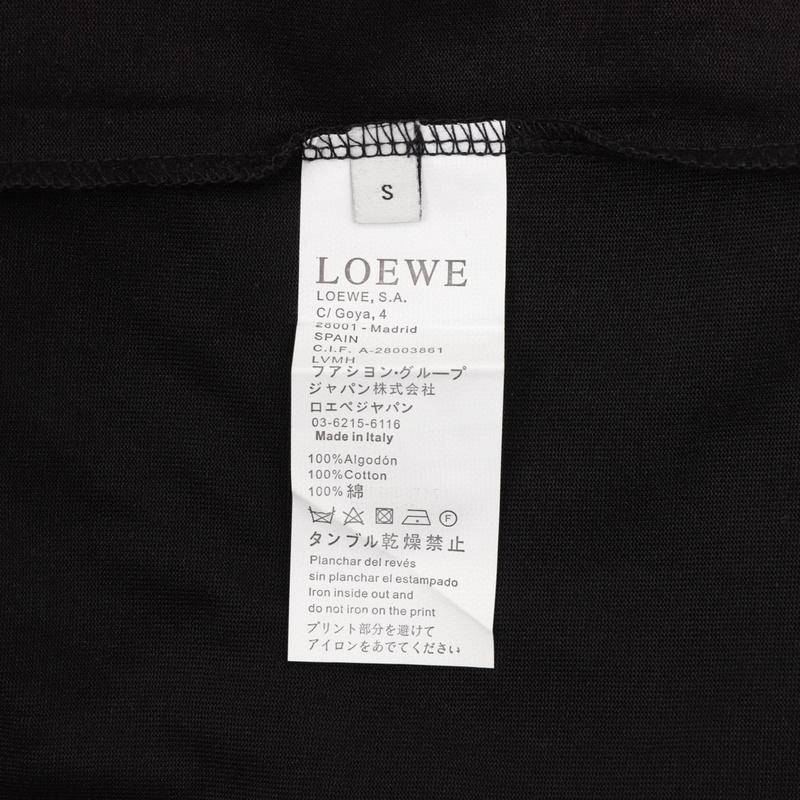 S
LOEWE
LOEWE, S.A.
C/ Goya, 4
28001 - Madrid
SPAIN
C.I.F. A-28003861
LVMH
ファション・グループ
ジャパン株式会社
ロエベジャパン
03-6215-6116
Made in Italy
100%Algodón
100%Cotton
100% 綿
F
タンブル乾燥禁止
Planchar del revés
sin planchar el estampado
Iron inside out and
do not iron on the print
プリント部分を避けて
アイロンをあでてください